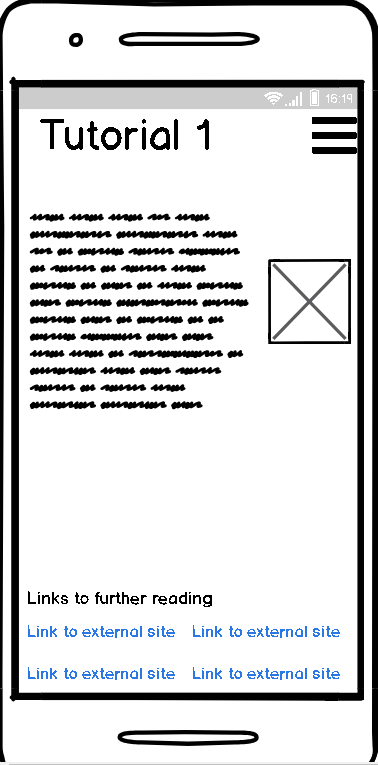 16:19
Tutorial 1
Links to further reading
Link to external site Link to external site
Link to external site Link to external site